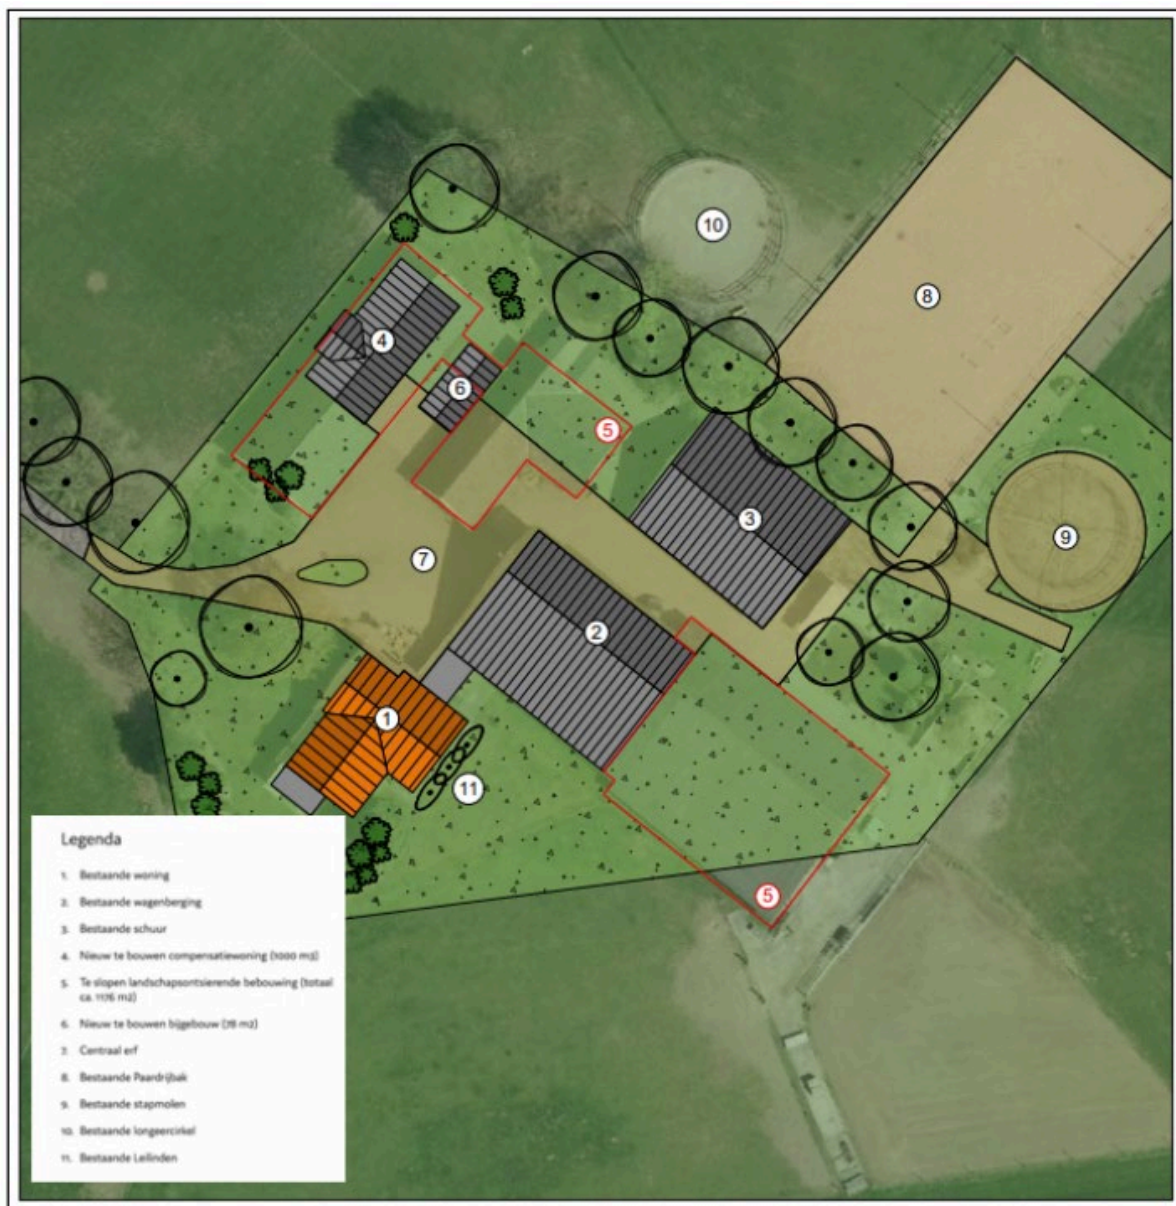 10
8
4
6
5
3
9
7
2
1
11
5
Legenda
1. Bestaande woning
2. Bestaande wagenberging
3. Bestaande schuur
4. Nieuw te bouwen compensatiewoning (1000 m3)
5. Te slopen landschapsontsierende bebouwing (totaal
ca. 1176 m2)
6. Nieuw te bouwen bijgebouw (78 m2)
7. Centraal erf
8. Bestaande Paardrijbak
9. Bestaande stapmolen
10. Bestaande longeercirkel
11. Bestaande Leilinden